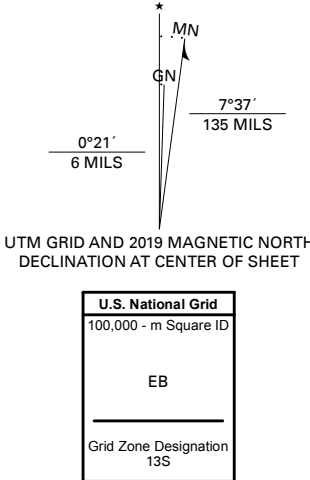 ★
MN
GN
7°37´
135 MILS
0°21´
6 MILS
UTM GRID AND 2019 MAGNETIC NORTH
DECLINATION AT CENTER OF SHEET
U.S. National Grid
100,000 - m Square ID
EB
Grid Zone Designation
13S